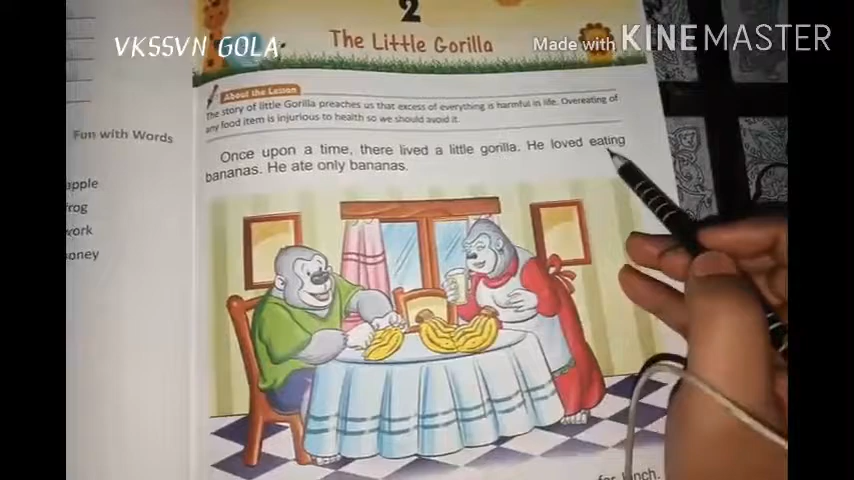 VKSSVN GOLA
Made with KINEMASTER
2
The Little Gorilla
About the Lesson
The story of little Gorilla preaches us that excess of everything is harmful in life. Overeating of
any food item is injurious to health so we should avoid it.
Once upon a time, there lived a little gorilla. He loved eating
bananas. He ate only bananas.
Fun with Words
apple
frog
work
oney
for lunch.